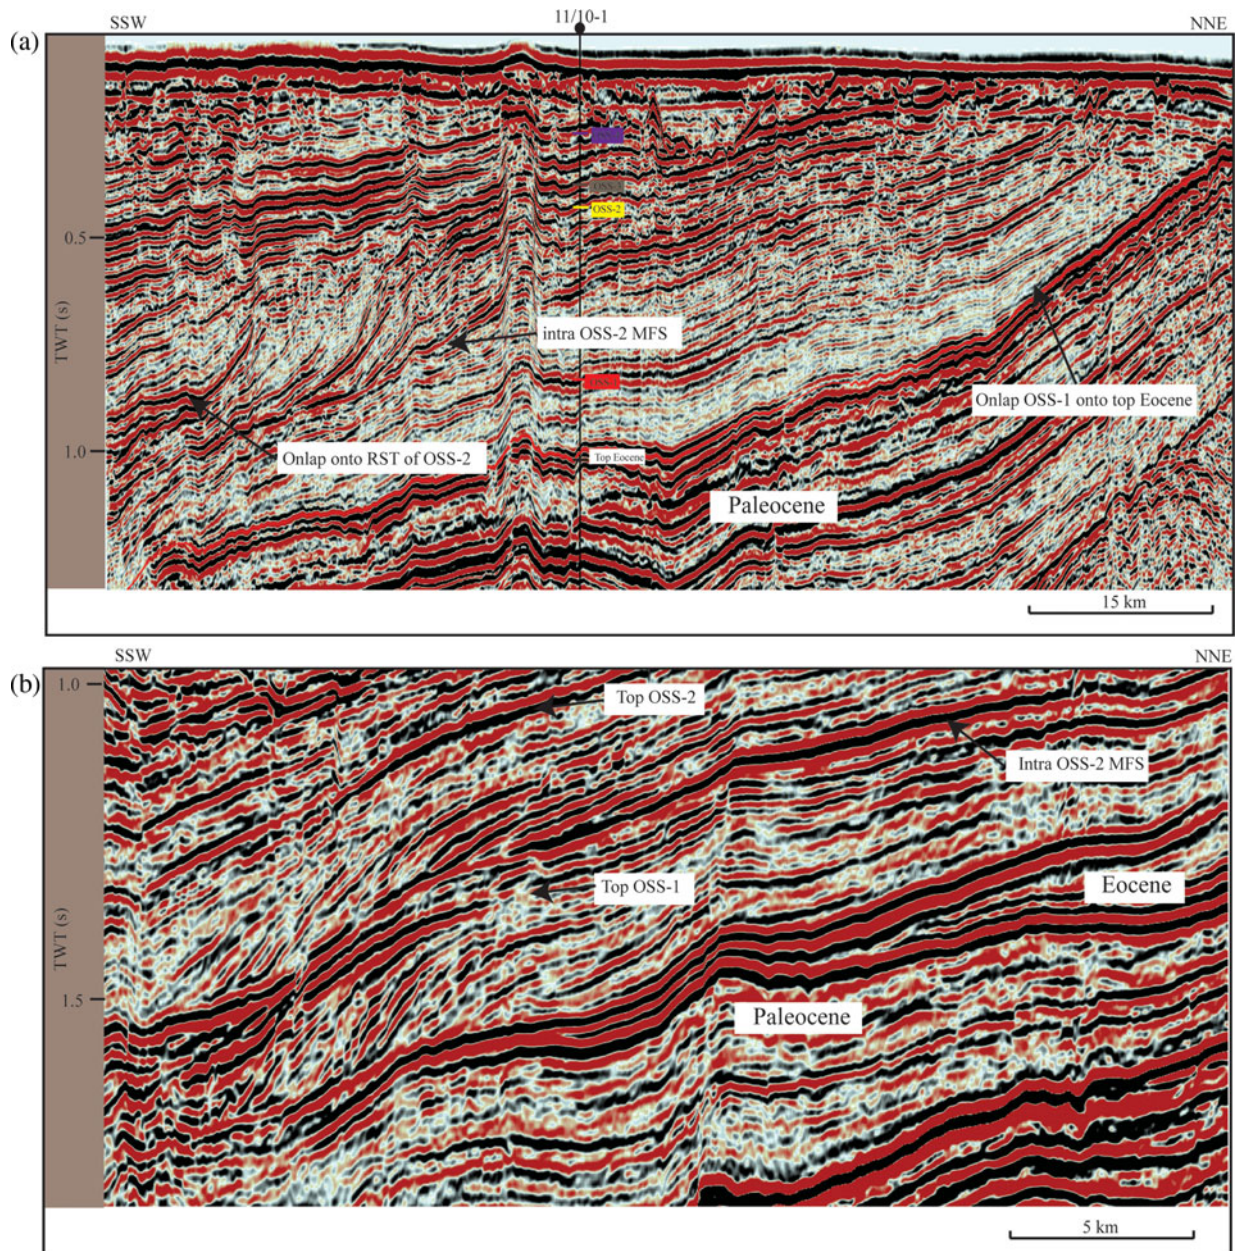 (a)
SSW
11/10-1
NNE
OSS-2
0.5
TWT (s)
intra OSS-2 MFS
OSS-1
Onlap OSS-1 onto top Eocene
1.0
Onlap onto RST of OSS-2
Top Eocene
Paleocene
15 km
(b)
SSW
NNE
1.0
Top OSS-2
Intra OSS-2 MFS
Top OSS-1
Eocene
TWT (s)
1.5
Paleocene
5 km